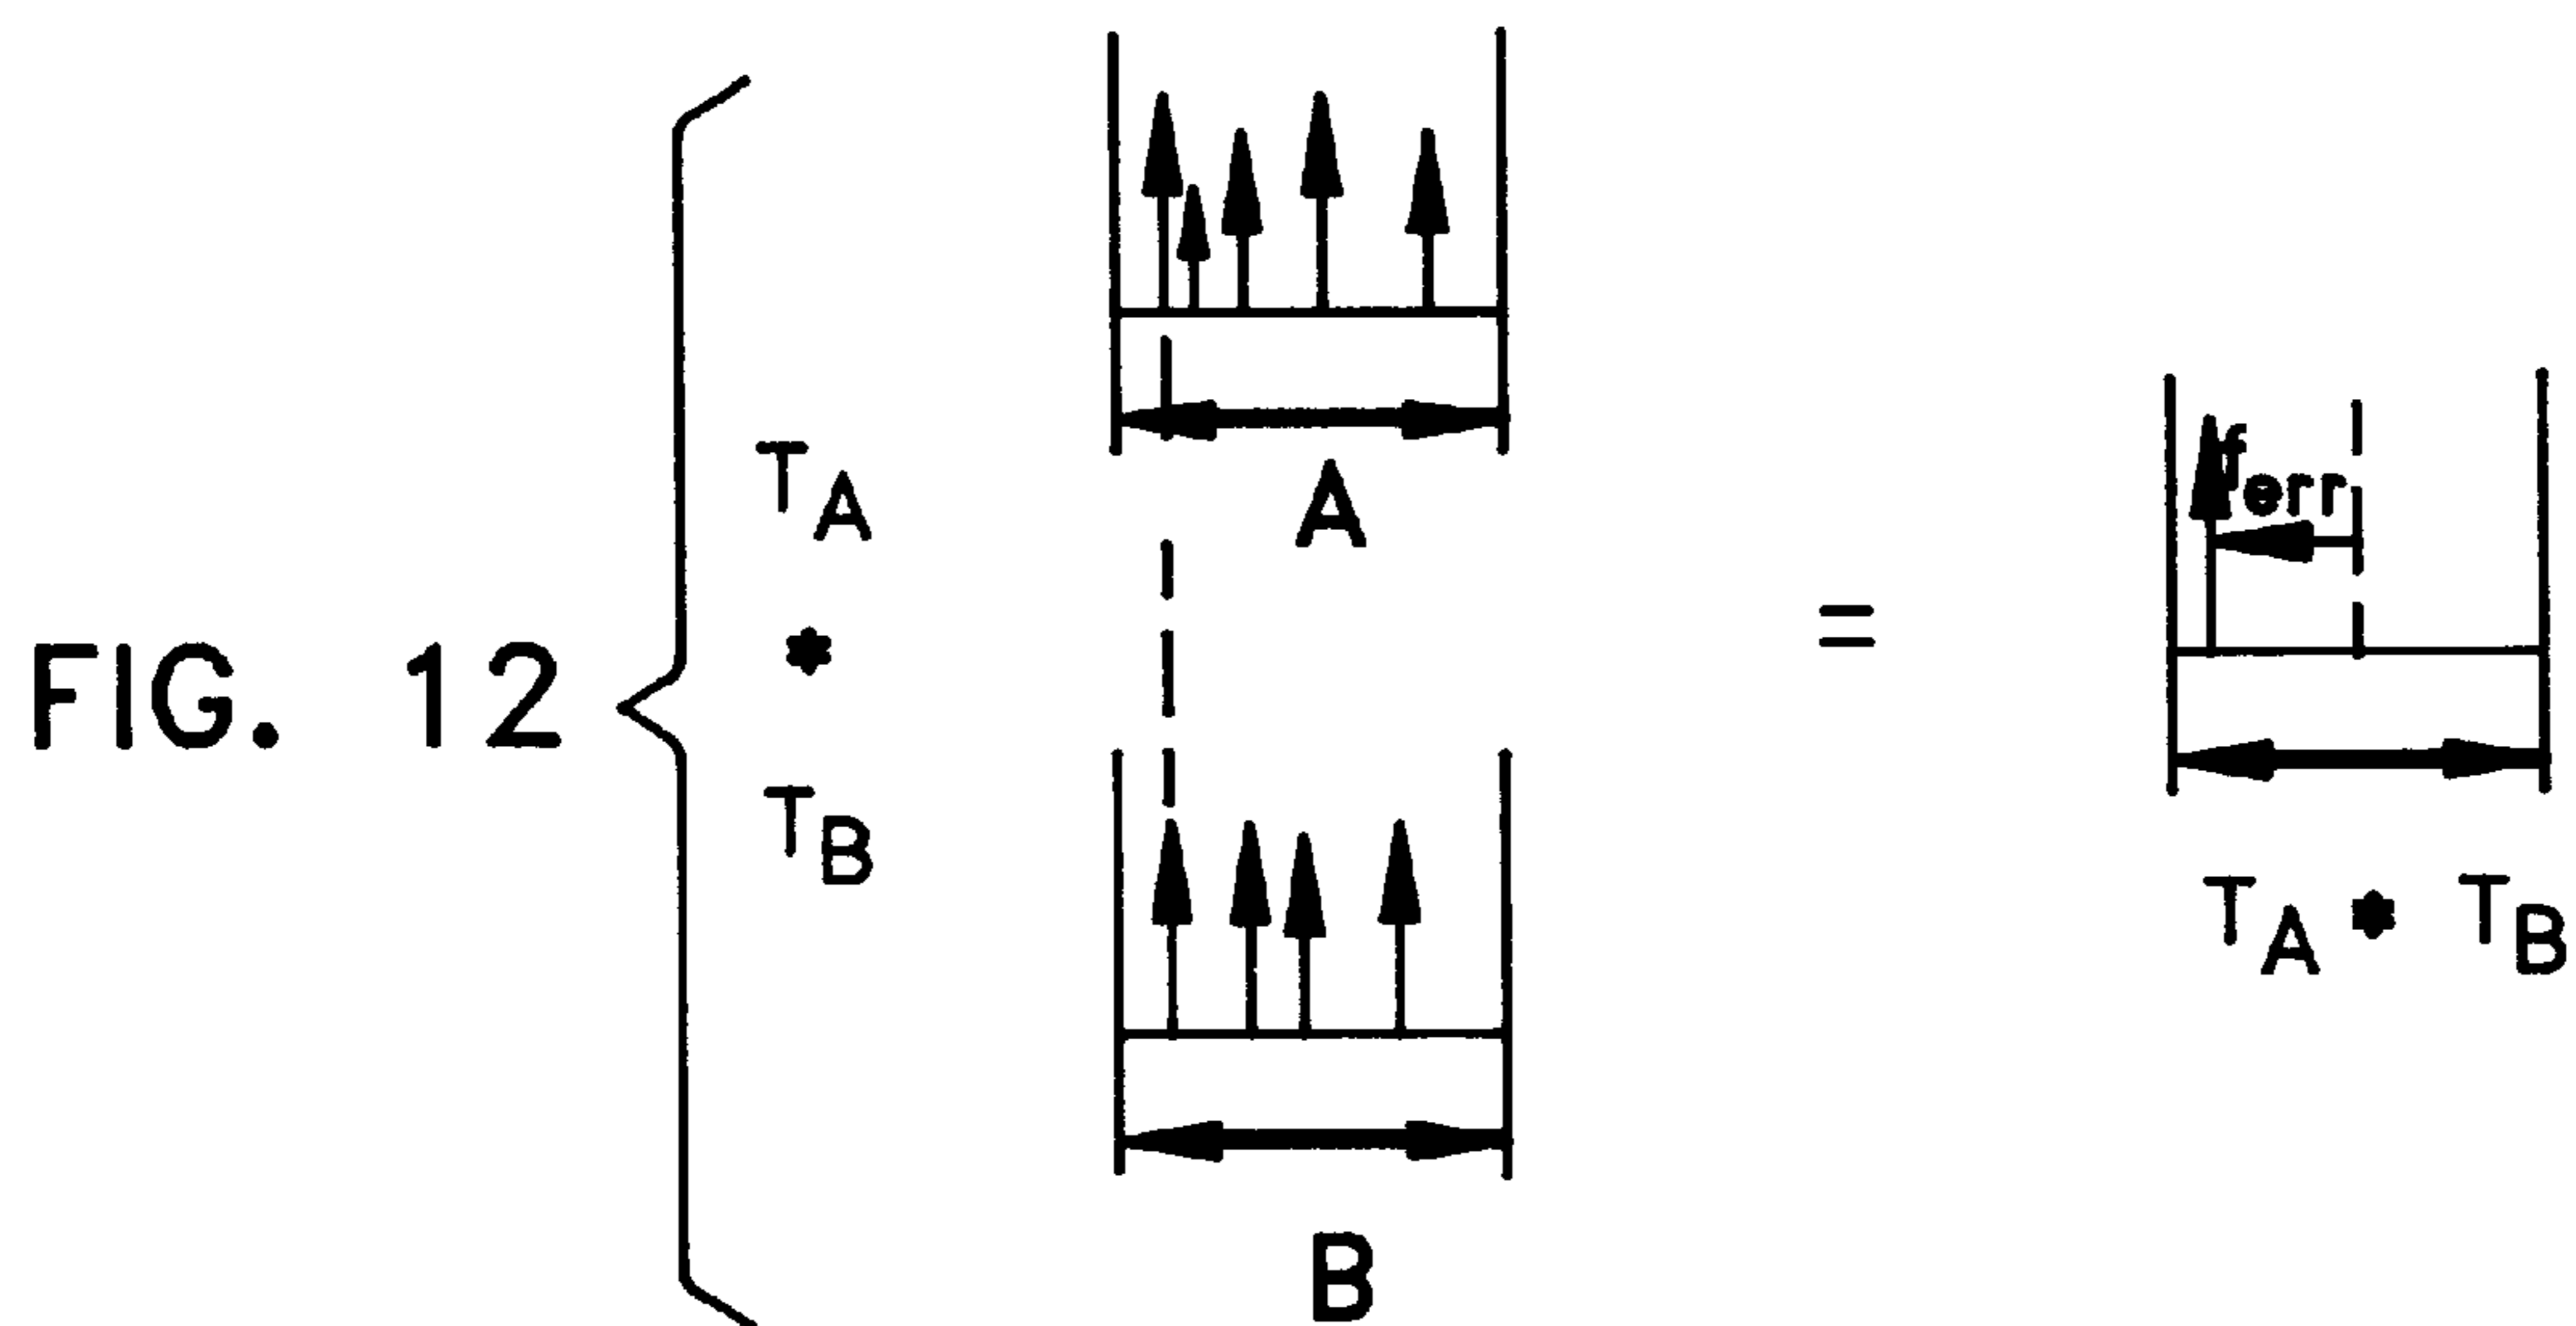 FIG. 12
T_A
*
T_B
A
B
=
f_err
T_A * T_B